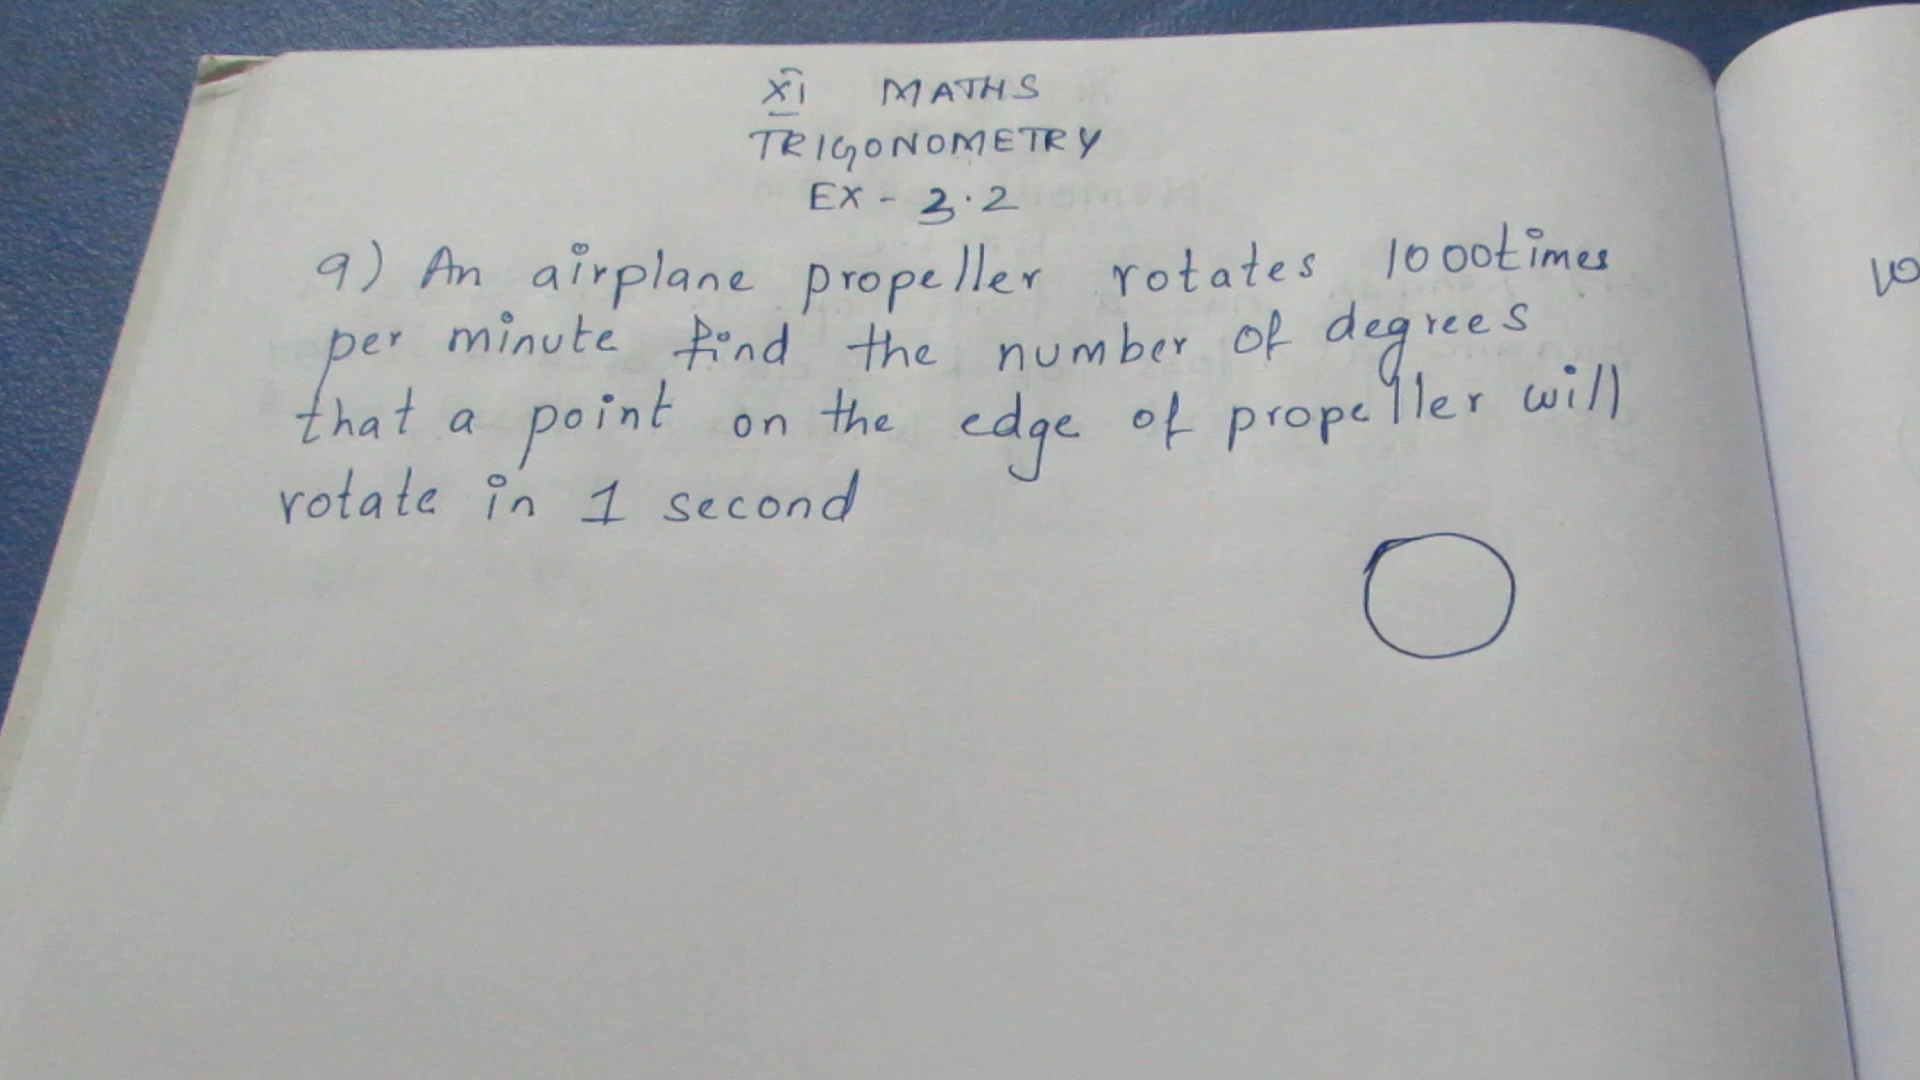 XI MATHS
TRIGONOMETRY
EX - 3.2
9) An airplane propeller rotates 1000times
per minute find the number of degrees
that a point on the edge of propeller will
rotate in 1 second